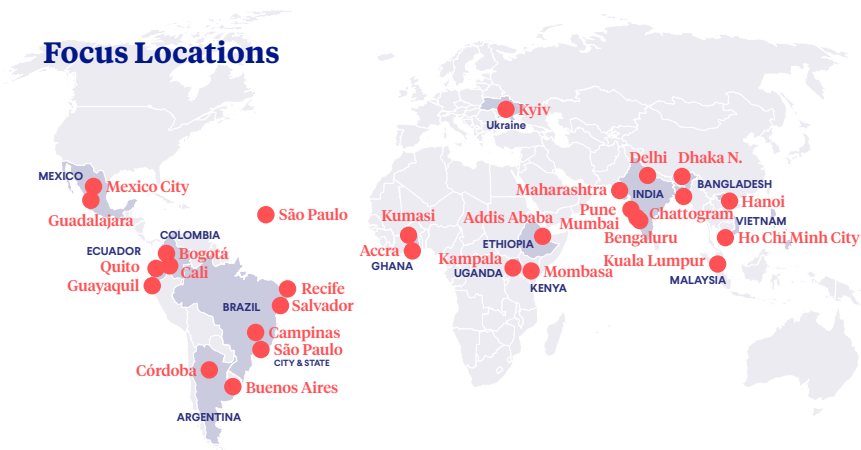 Focus Locations
Kyiv
Ukraine
Delhi
Dhaka N.
MEXICO
Mexico City
Maharashtra
INDIA
BANGLADESH
Hanoi
Guadalajara
São Paulo
Kumasi
Addis Ababa
Pune
Chattogram
VIETNAM
Mumbai
COLOMBIA
Bengaluru
Ho Chi Minh City
ECUADOR
Bogotá
Accra
ETHIOPIA
Quito
Cali
GHANA
Kampala
UGANDA
Mombasa
Kuala Lumpur
MALAYSIA
Guayaquil
Recife
KENYA
BRAZIL
Salvador
Campinas
São Paulo
CITY & STATE
Córdoba
Buenos Aires
ARGENTINA